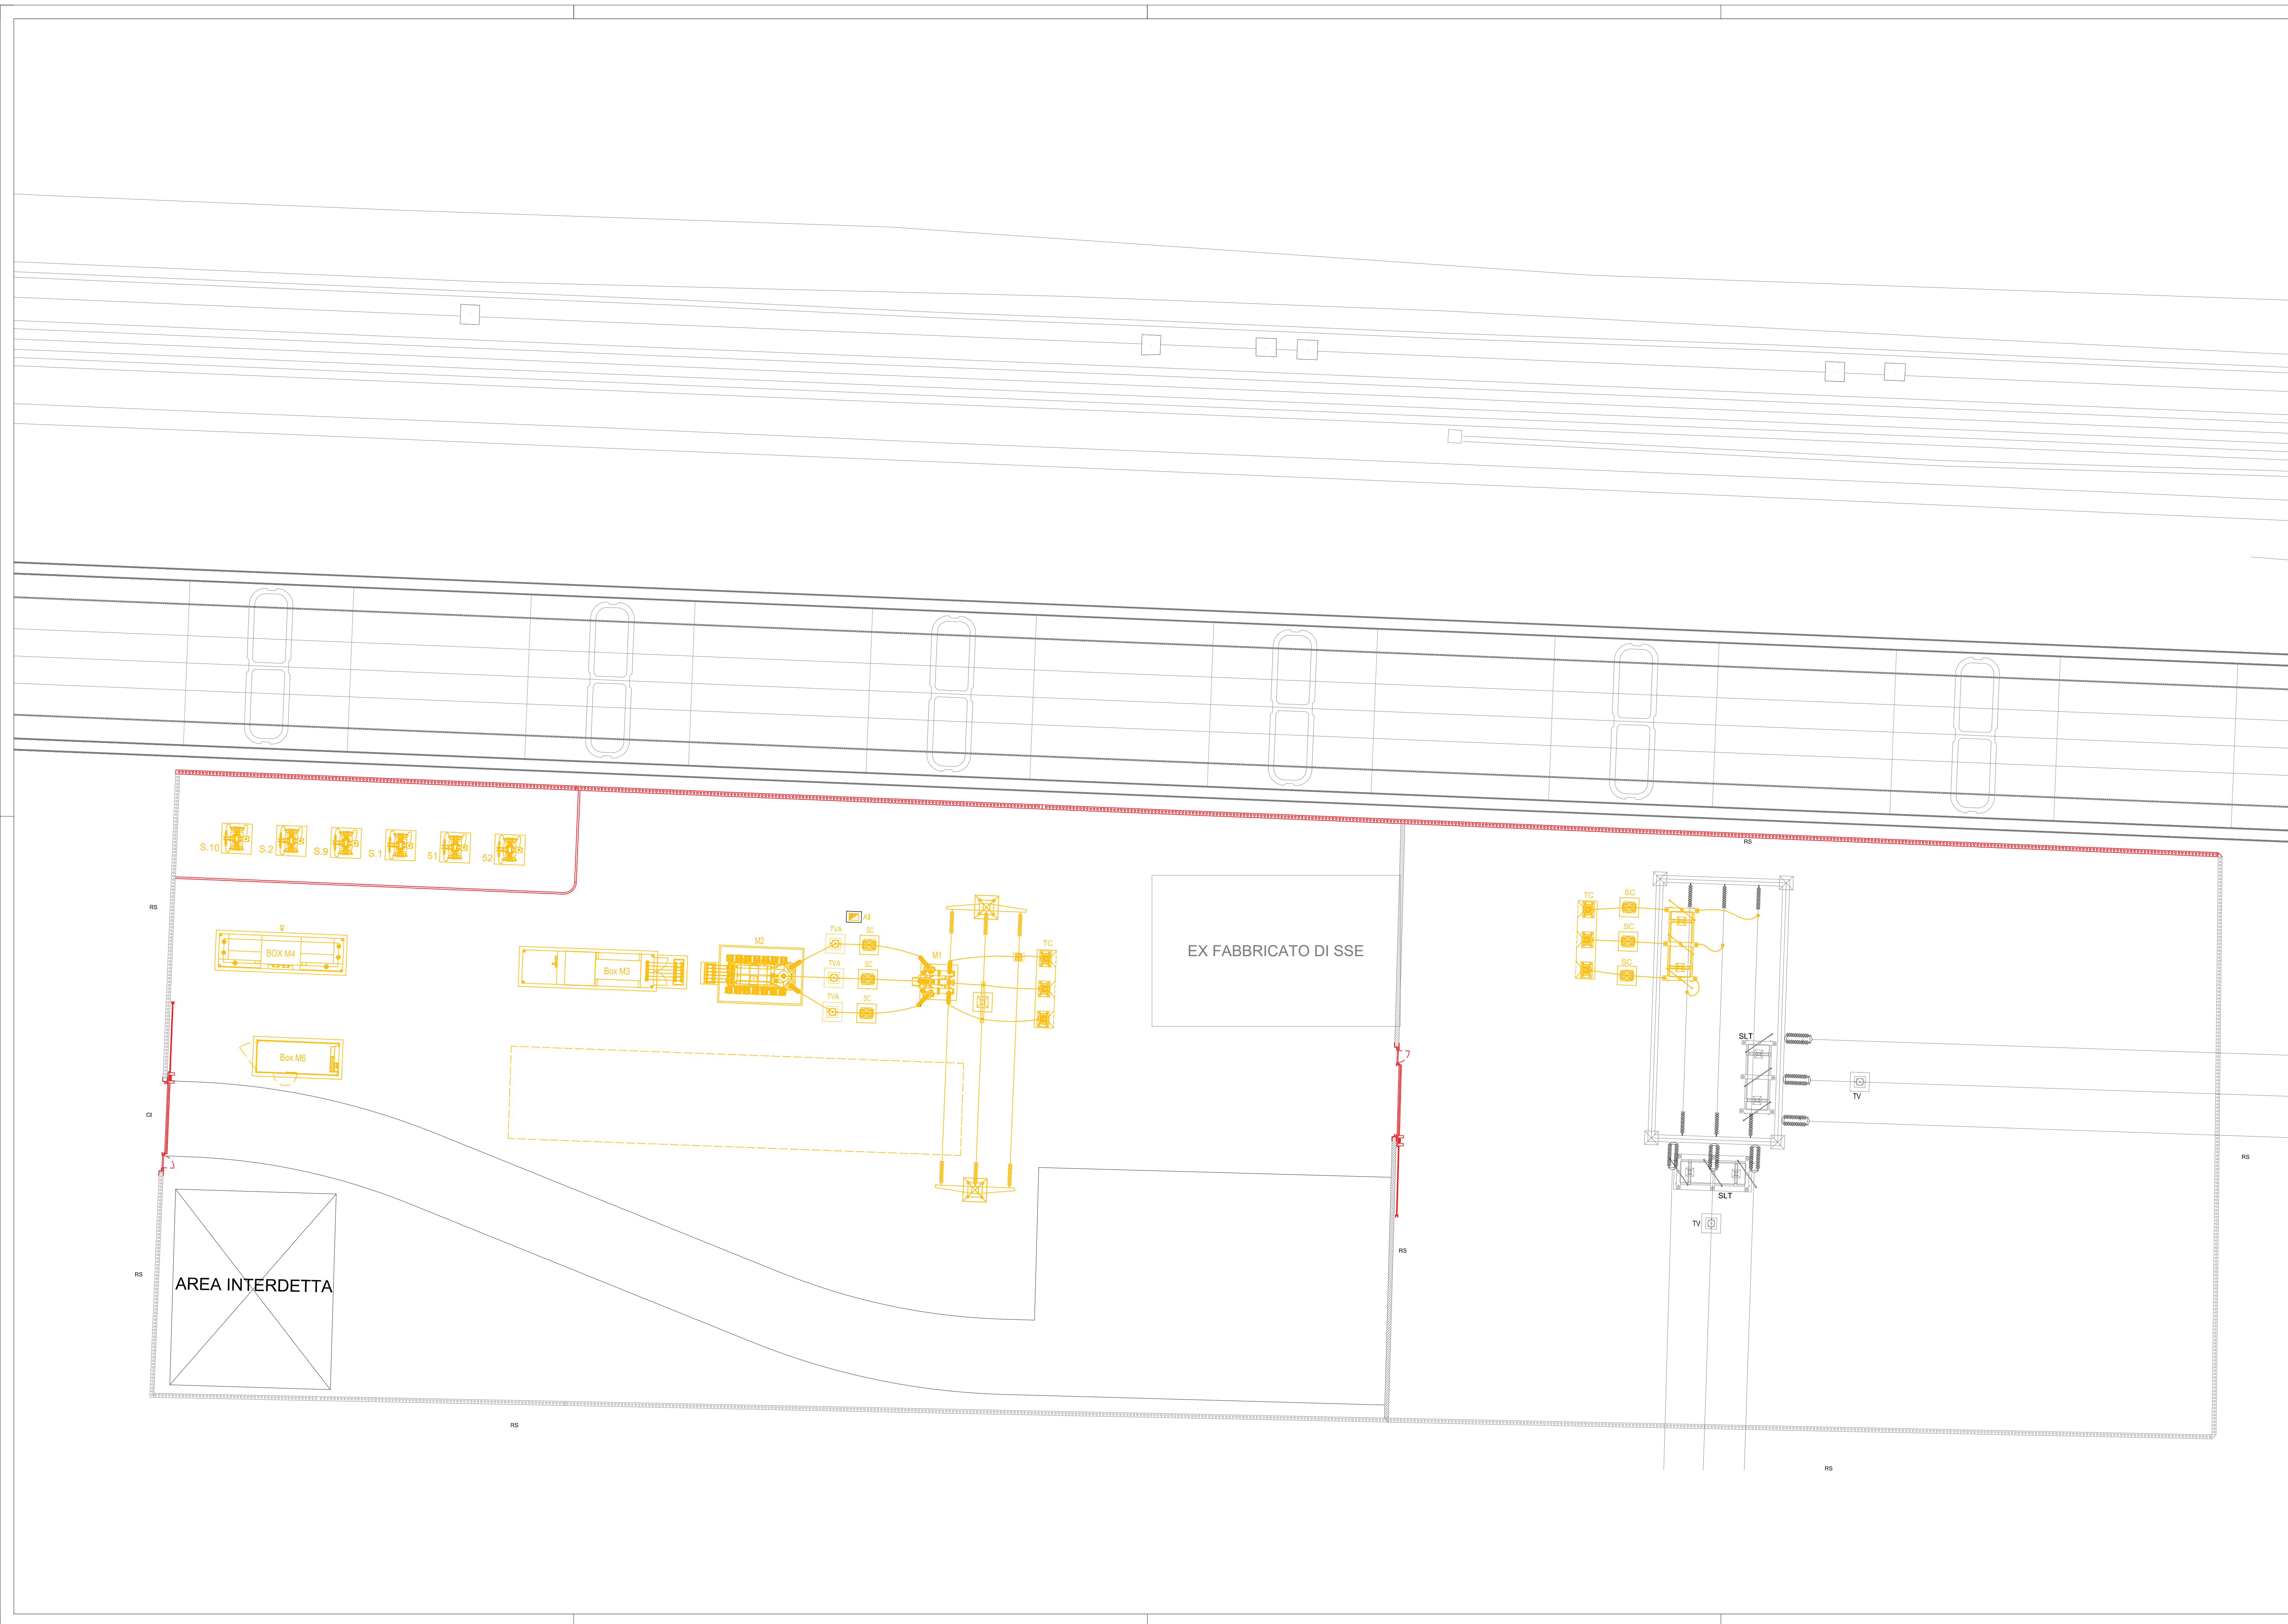 RS
S.10
S.2
S.9
S.1
51
52
TC
SC
RS
All
TVA
SC
SC
M2
TC
BOX M4
M1
EX FABBRICATO DI SSE
Box M3
TVA
SC
SC
TVA
SC
SLT
Box M6
TV
CI
RS
SLT
TV
RS
RS
AREA INTERDETTA
RS
RS